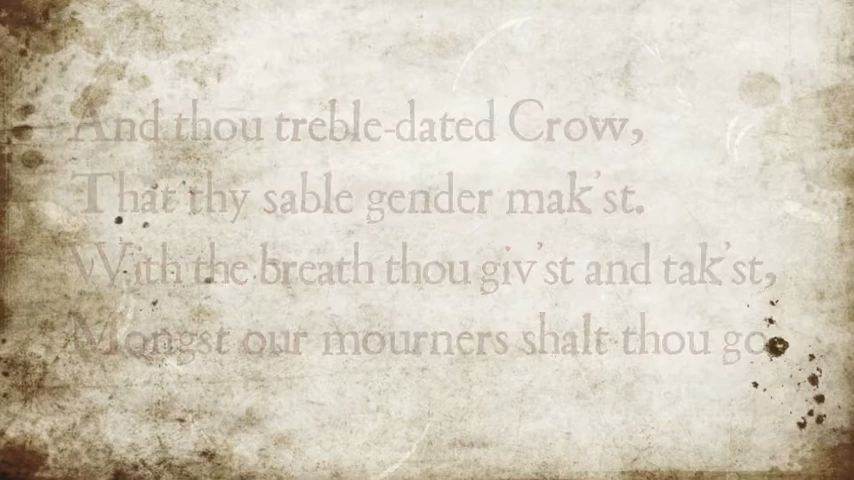 And thou treble-dated Crow,
That thy sable gender mak'st.
With the breath thou giv'st and tak'st,
Mongst our mourners shalt thou go